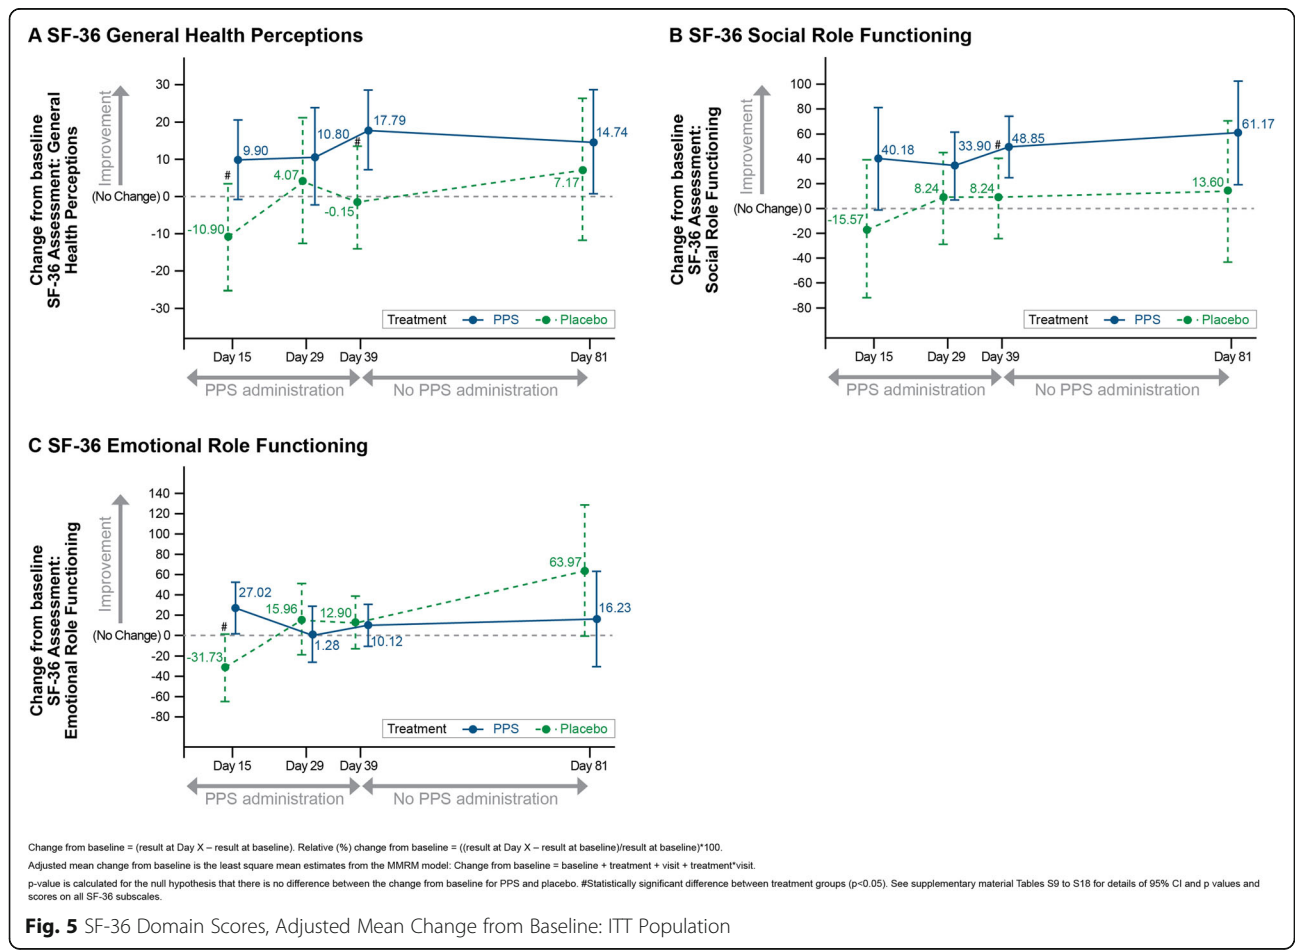 A SF-36 General Health Perceptions
Change from baseline
SF-36 Assessment: General
Health Perceptions
Improvement
30
20
10
(No Change) 0
-10
-20
-30
9.90
10.80
17.79
14.74
#
#
-10.90
4.07
-0.15
7.17
Treatment PPS Placebo
Day 15 Day 29 Day 39 Day 81
PPS administration No PPS administration
B SF-36 Social Role Functioning
Change from baseline
SF-36 Assessment:
Social Role Functioning
Improvement
100
80
60
40
20
(No Change) 0
-20
-40
-60
-80
40.18
33.90
48.85
61.17
#
-15.57
8.24
8.24
13.60
Treatment PPS Placebo
Day 15 Day 29 Day 39 Day 81
PPS administration No PPS administration
C SF-36 Emotional Role Functioning
Change from baseline
SF-36 Assessment:
Emotional Role Functioning
Improvement
140
120
100
80
60
40
20
(No Change) 0
-20
-40
-60
-80
27.02
1.28
10.12
16.23
#
-31.73
15.96
12.90
63.97
Treatment PPS Placebo
Day 15 Day 29 Day 39 Day 81
PPS administration No PPS administration
Change from baseline = (result at Day X – result at baseline). Relative (%) change from baseline = ((result at Day X – result at baseline)/result at baseline)*100.
Adjusted mean change from baseline is the least square mean estimates from the MMRM model: Change from baseline = baseline + treatment + visit + treatment*visit.
p-value is calculated for the null hypothesis that there is no difference between the change from baseline for PPS and placebo. #Statistically significant difference between treatment groups (p<0.05). See supplementary material Tables S9 to S18 for details of 95% CI and p values and
scores on all SF-36 subscales.
Fig. 5 SF-36 Domain Scores, Adjusted Mean Change from Baseline: ITT Population